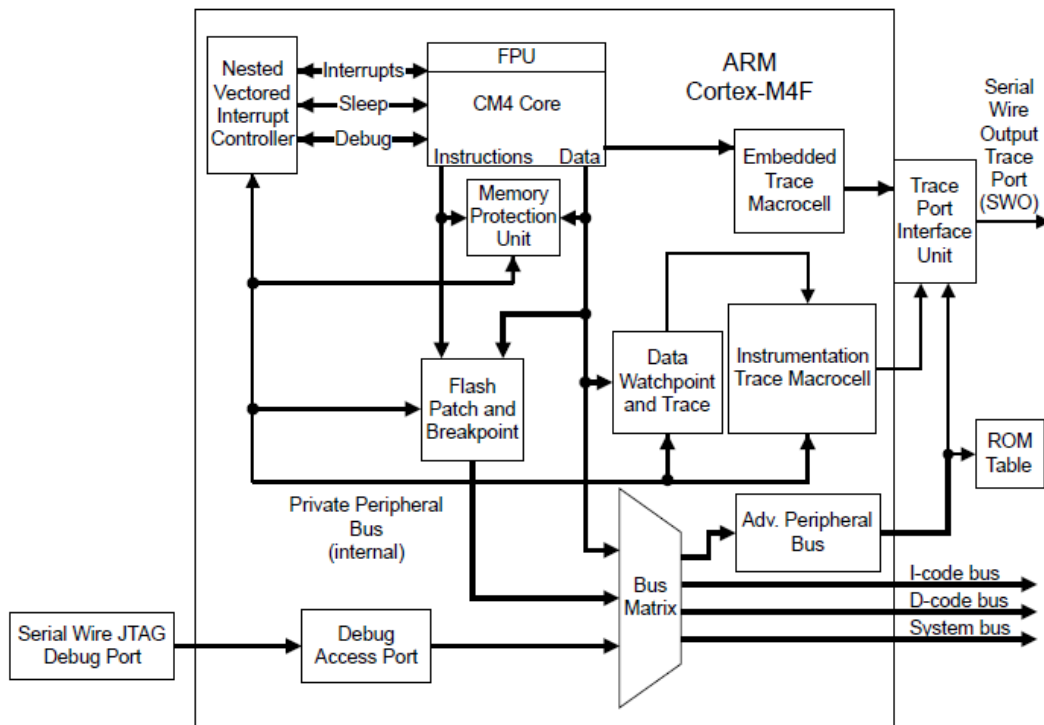 FPU
ARM
Cortex-M4F
Nested
Vectored
Interrupt
Controller
Interrupts
Sleep
Debug
CM4 Core
Instructions
Data
Serial
Wire
Output
Trace
Port
(SWO)
Embedded
Trace
Macrocell
Trace
Port
Interface
Unit
Memory
Protection
Unit
Flash
Patch and
Breakpoint
Data
Watchpoint
and Trace
Instrumentation
Trace Macrocell
ROM
Table
Private Peripheral
Bus
(internal)
Adv. Peripheral
Bus
Bus
Matrix
I-code bus
D-code bus
System bus
Serial Wire JTAG
Debug Port
Debug
Access Port